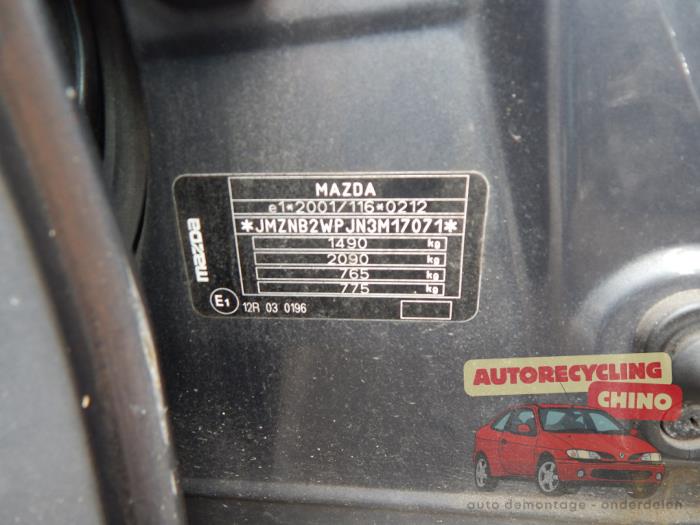 MAZDA
e1*2001/116*0212
*JMZNB2WPJN3M17071*
1490 kg
2090 kg
765 kg
775 kg
mazda
E1 12R 03 0196
AUTORECYCLING
CHINO
auto demontage - onderdelen